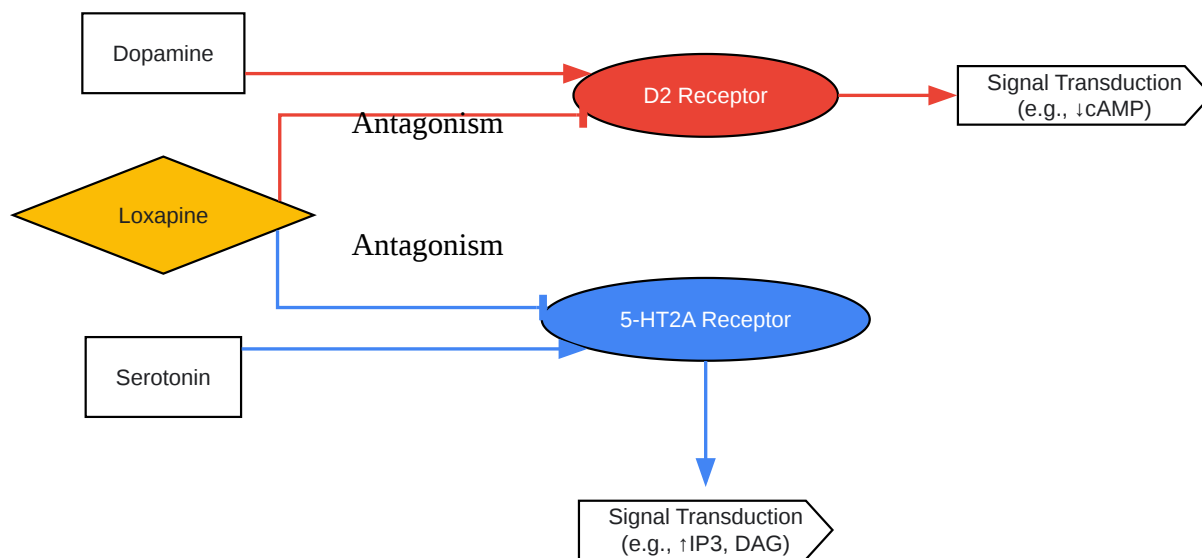 Dopamine
D2 Receptor
Signal Transduction
(e.g., ↓cAMP)
Antagonism
Loxapine
Antagonism
5-HT2A Receptor
Serotonin
Signal Transduction
(e.g., ↑IP3, DAG)